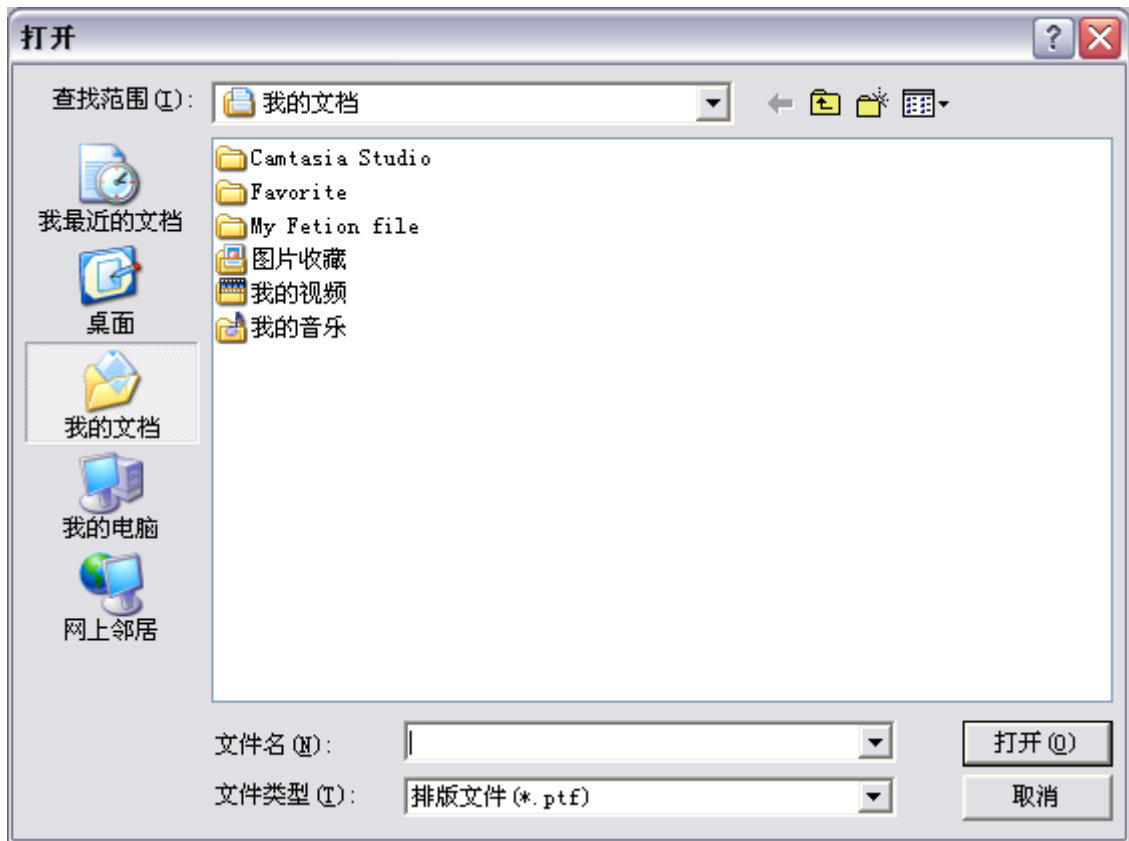 打开
查找范围(I):
我的文档
我最近的文档
桌面
我的文档
我的电脑
网上邻居
Camtasia Studio
Favorite
My Fetion file
图片收藏
我的视频
我的音乐
文件名(N):
打开(O)
文件类型(T):
排版文件(*.ptf)
取消